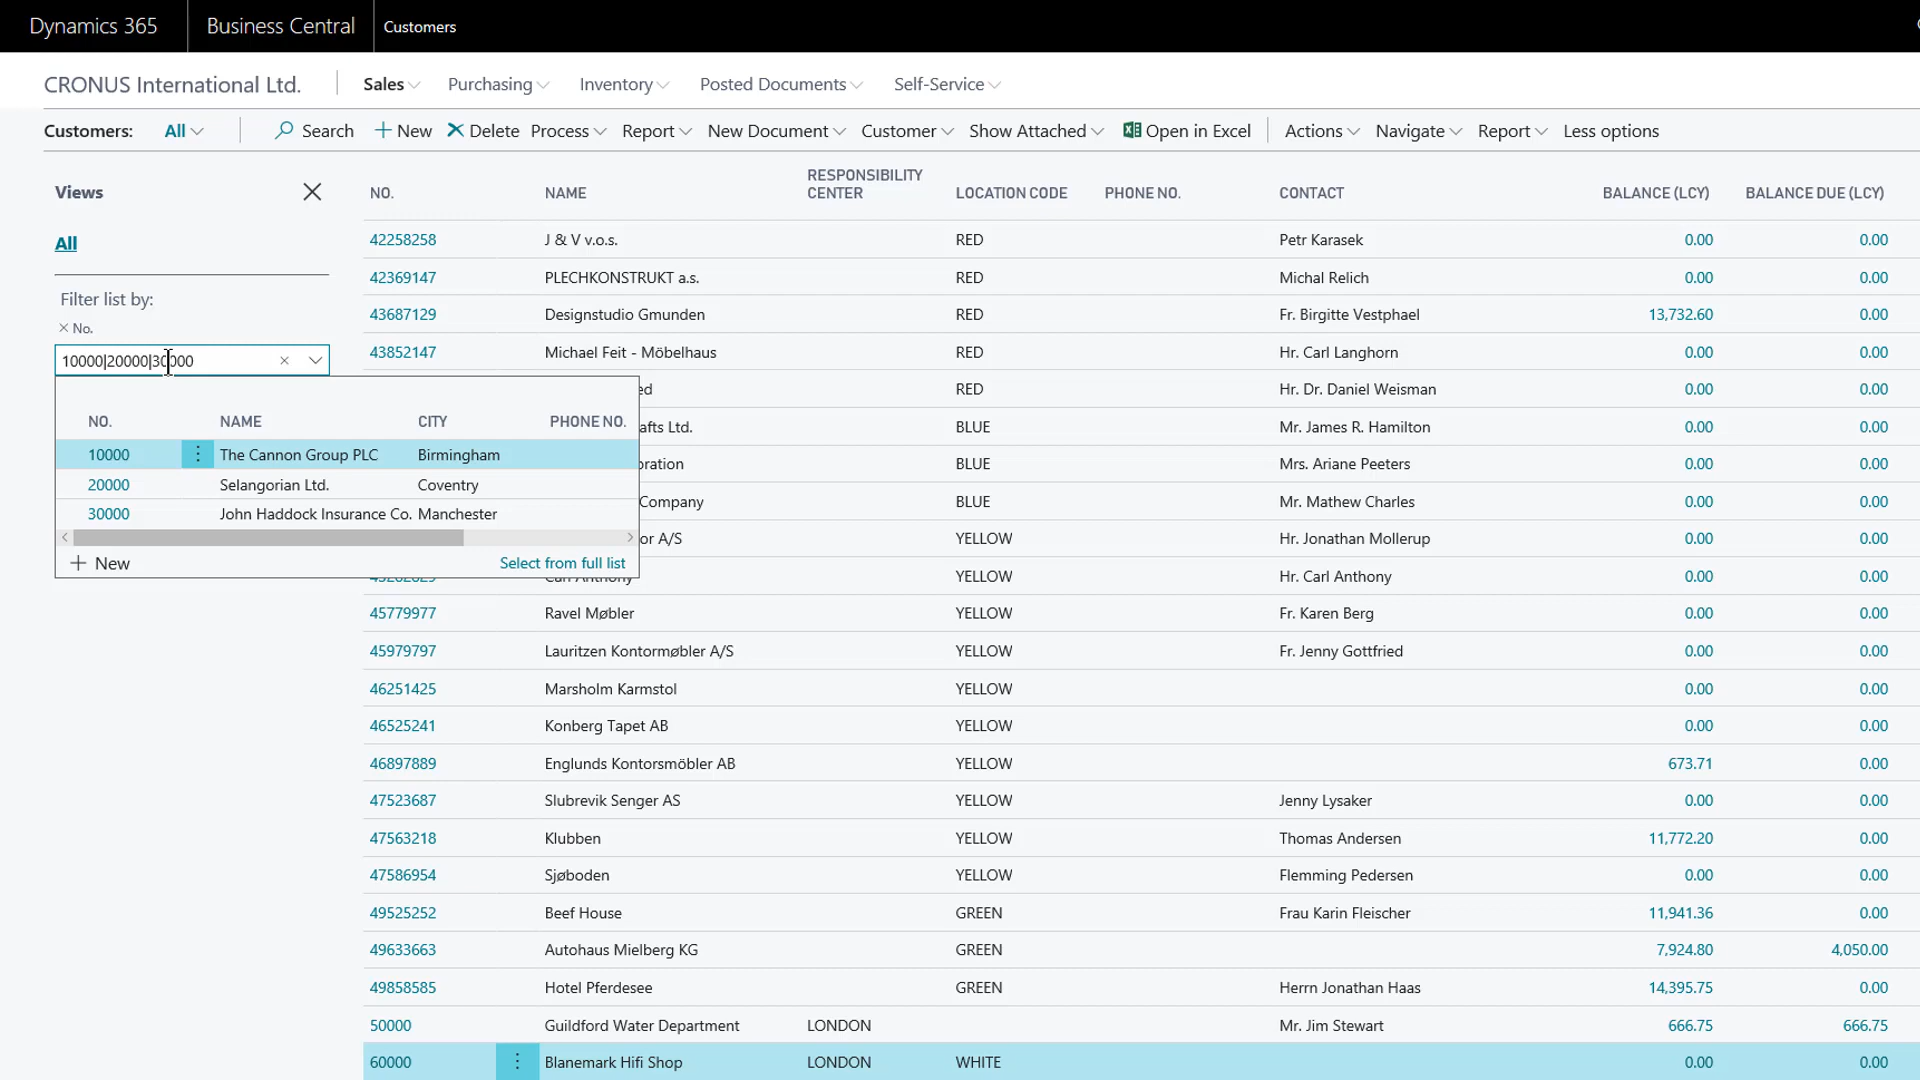 Dynamics 365 Business Central Customers
CRONUS International Ltd. Sales Purchasing Inventory Posted Documents Self-Service
Customers: All Search New Delete Process Report New Document Customer Show Attached Open in Excel Actions Navigate Report Less options
Views
All
Filter list by:
No.
10000|20000|30000
NO. NAME CITY PHONE NO.
10000 The Cannon Group PLC Birmingham
20000 Selangorian Ltd. Coventry
30000 John Haddock Insurance Co. Manchester
New Select from full list
NO. NAME RESPONSIBILITY CENTER LOCATION CODE PHONE NO. CONTACT BALANCE (LCY) BALANCE DUE (LCY)
42258258 J & V v.o.s. RED Petr Karasek 0.00 0.00
42369147 PLECHKONSTRUKT a.s. RED Michal Relich 0.00 0.00
43687129 Designstudio Gmunden RED Fr. Birgitte Vestphael 13,732.60 0.00
43852147 Michael Feit - Möbelhaus RED Hr. Carl Langhorn 0.00 0.00
RED Hr. Dr. Daniel Weisman 0.00 0.00
Ltd. BLUE Mr. James R. Hamilton 0.00 0.00
BLUE Mrs. Ariane Peeters 0.00 0.00
Company BLUE Mr. Mathew Charles 0.00 0.00
A/S YELLOW Hr. Jonathan Mollerup 0.00 0.00
YELLOW Hr. Carl Anthony 0.00 0.00
45779977 Ravel Møbler YELLOW Fr. Karen Berg 0.00 0.00
45979797 Lauritzen Kontormøbler A/S YELLOW Fr. Jenny Gottfried 0.00 0.00
46251425 Marsholm Karmstol YELLOW 0.00 0.00
46525241 Konberg Tapet AB YELLOW 0.00 0.00
46897889 Englunds Kontorsmöbler AB YELLOW 673.71 0.00
47523687 Slubrevik Senger AS YELLOW Jenny Lysaker 0.00 0.00
47563218 Klubben YELLOW Thomas Andersen 11,772.20 0.00
47586954 Sjøboden YELLOW Flemming Pedersen 0.00 0.00
49525252 Beef House GREEN Frau Karin Fleischer 11,941.36 0.00
49633663 Autohaus Mielberg KG GREEN 7,924.80 4,050.00
49858585 Hotel Pferdesee GREEN Herrn Jonathan Haas 14,395.75 0.00
50000 Guildford Water Department LONDON Mr. Jim Stewart 666.75 666.75
60000 Blanemark Hifi Shop LONDON WHITE 0.00 0.00